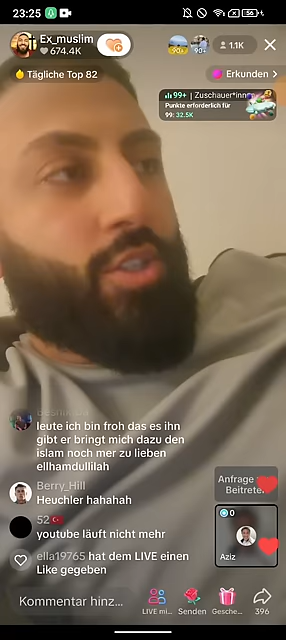 23:25
Ex_muslim
674.4K
90+
90+
1.1K
Tägliche Top 82
Erkunden >
99+ | Zuschauer*innen
Punkte erforderlich für
99: 32.5K
leute ich bin froh das es ihn
gibt er bringt mich dazu den
islam noch mer zu lieben
ellhamdullilah
Berry_Hill
Heuchler hahahah
52
youtube läuft nicht mehr
ella19765 hat dem LIVE einen
Like gegeben
Anfrage
Beitreten
0
Aziz
Kommentar hinz...
LIVE mi...
Senden
Gesche...
396